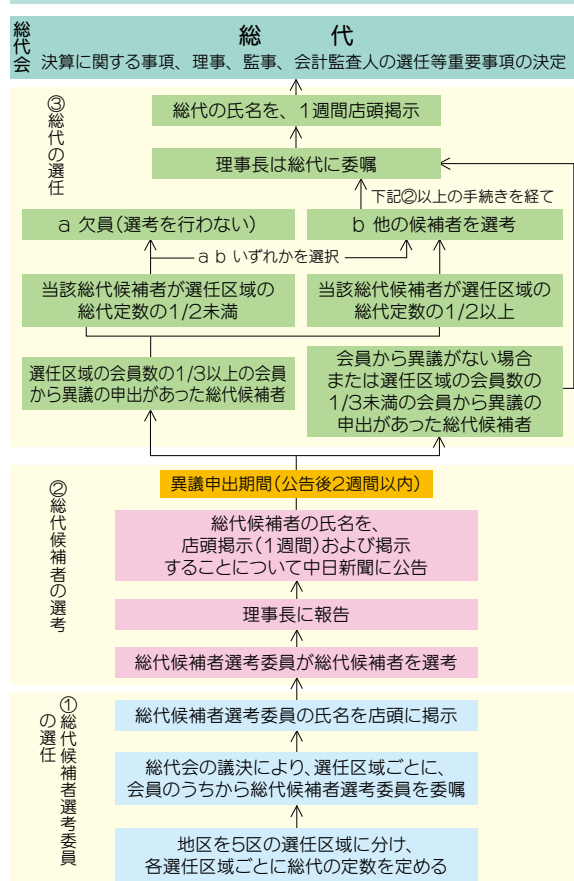 総代会
総　代
決算に関する事項、理事、監事、会計監査人の選任等重要事項の決定
③総代の選任
総代の氏名を、1週間店頭掲示
理事長は総代に委嘱
下記②以上の手続きを経て
a 欠員(選考を行わない)
b 他の候補者を選考
a b いずれかを選択
当該総代候補者が選任区域の
総代定数の1/2未満
当該総代候補者が選任区域の
総代定数の1/2以上
選任区域の会員数の1/3以上の会員
から異議の申出があった総代候補者
会員から異議がない場合
または選任区域の会員数の
1/3未満の会員から異議の
申出があった総代候補者
②総代候補者の選考
異議申出期間(公告後2週間以内)
総代候補者の氏名を、
店頭掲示(1週間)および掲示
することについて中日新聞に公告
理事長に報告
総代候補者選考委員が総代候補者を選考
①総代候補者選考委員
の選任
総代候補者選考委員の氏名を店頭に掲示
総代会の議決により、選任区域ごとに、
会員のうちから総代候補者選考委員を委嘱
地区を5区の選任区域に分け、
各選任区域ごとに総代の定数を定める